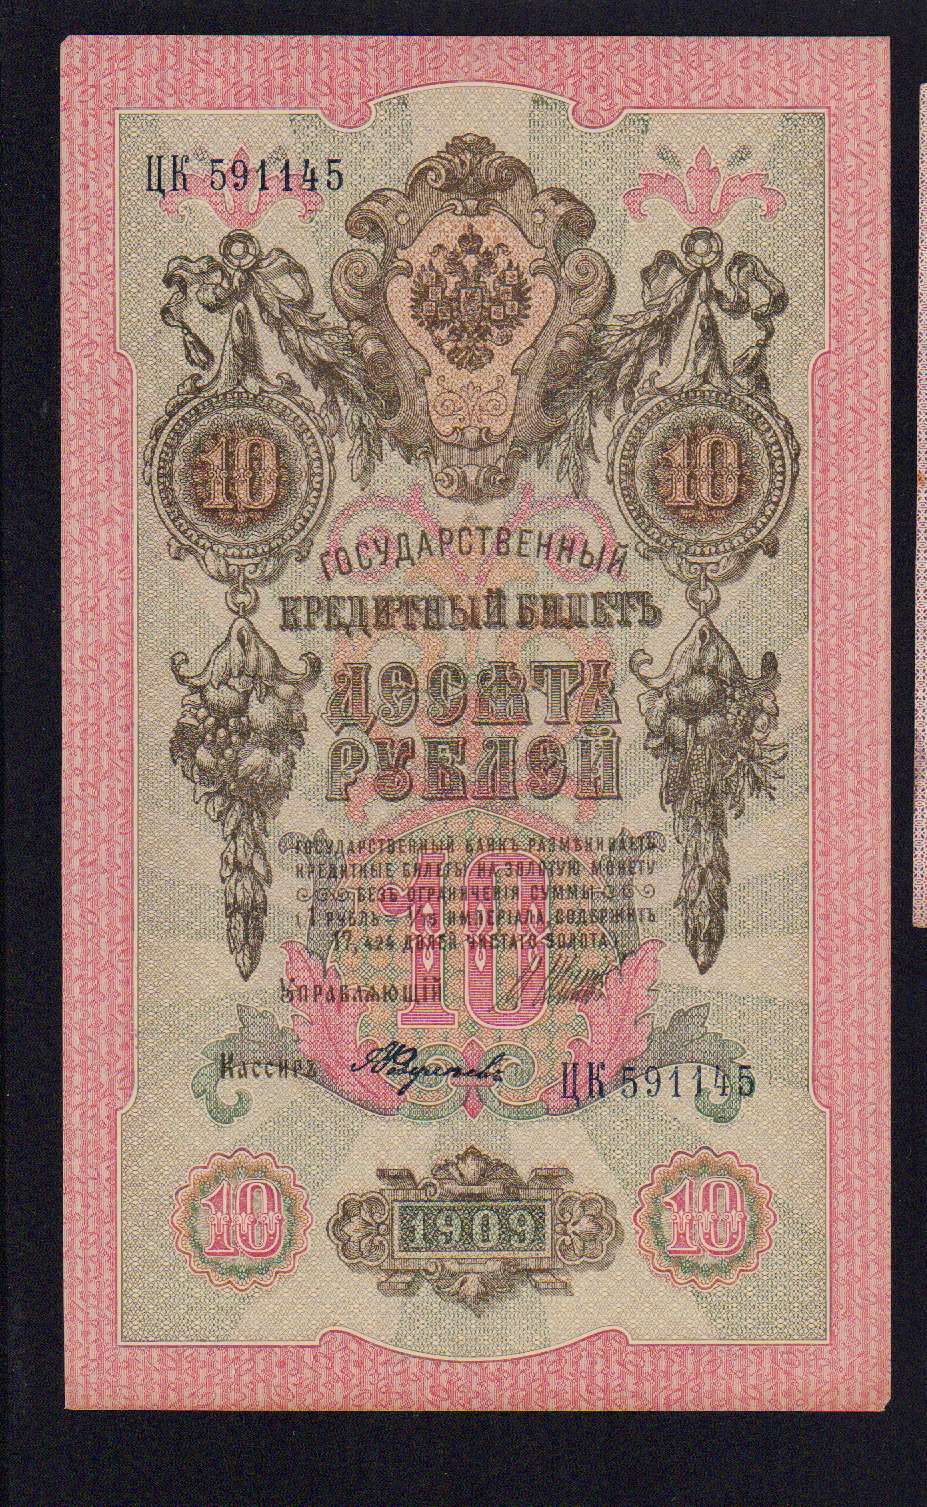 ЦК 591145
10 10
ГОСУДАРСТВЕННЫЙ
КРЕДИТНЫЙ БИЛЕТЪ
ДЕСЯТЬ
РУБЛЕЙ
ГОСУДАРСТВЕННЫЙ БАНКЪ РАЗМѢНИВАЕТЪ
КРЕДИТНЫЕ БИЛЕТЫ НА ЗОЛОТУЮ МОНЕТУ
БЕЗЪ ОГРАНИЧЕНІЯ СУММЫ
(1 РУБЛЬ = 1/15 ИМПЕРІАЛА, СОДЕРЖИТЪ
17,424 ДОЛЕЙ ЧИСТАГО ЗОЛОТА)
10
УПРАВЛЯЮЩІЙ
Кассиръ
ЦК 591145
10 1909 10